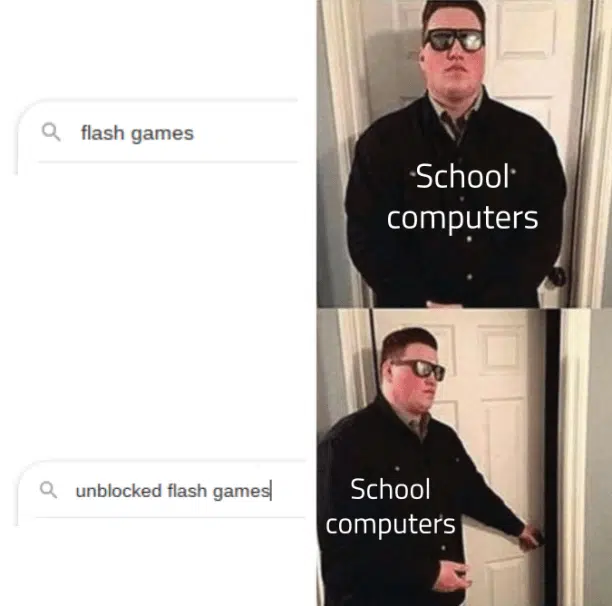 flash games
School
computers
unblocked flash games
School
computers